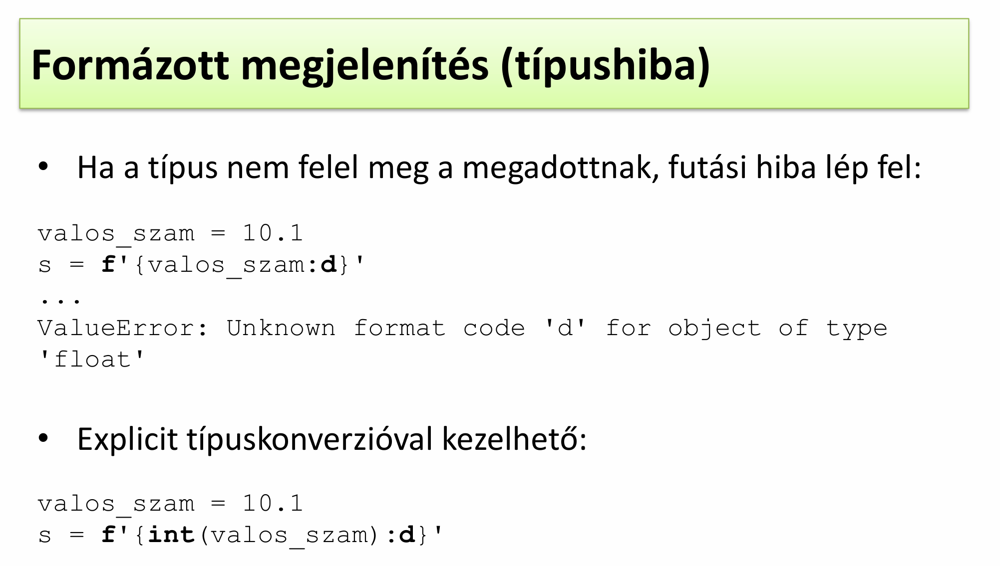 Formázott megjelenítés (típushiba)
• Ha a típus nem felel meg a megadottnak, futási hiba lép fel:
valos_szam = 10.1
s = f'{valos_szam:d}'
...
ValueError: Unknown format code 'd' for object of type
'float'
• Explicit típuskonverzióval kezelhető:
valos_szam = 10.1
s = f'{int(valos_szam):d}'